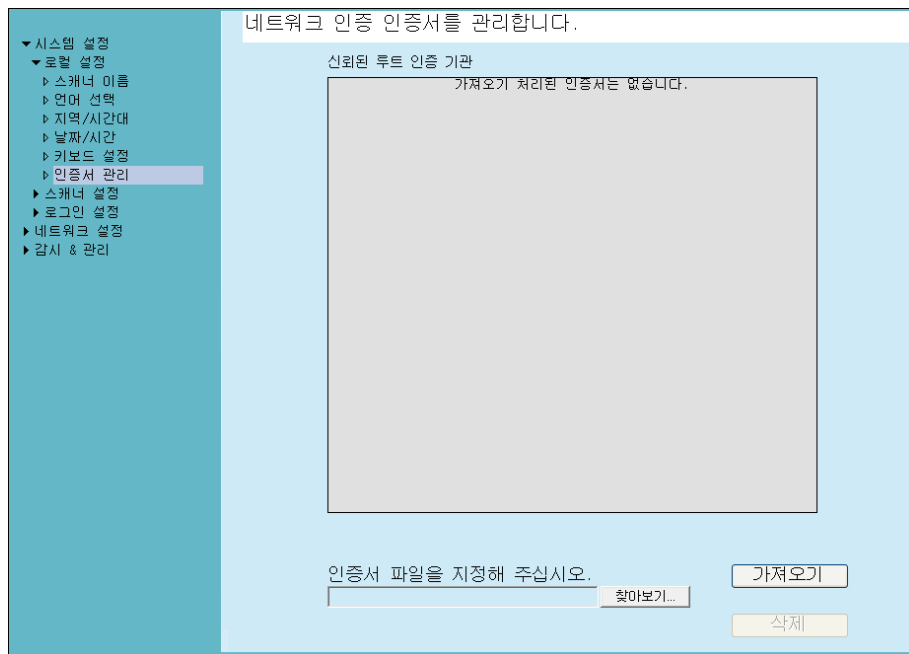 네트워크 인증 인증서를 관리합니다.
시스템 설정
로컬 설정
스캐너 이름
언어 선택
지역/시간대
날짜/시간
키보드 설정
인증서 관리
스캐너 설정
로그인 설정
네트워크 설정
감시 & 관리
신뢰된 루트 인증 기관
가져오기 처리된 인증서는 없습니다.
인증서 파일을 지정해 주십시오.
찾아보기...
가져오기
삭제